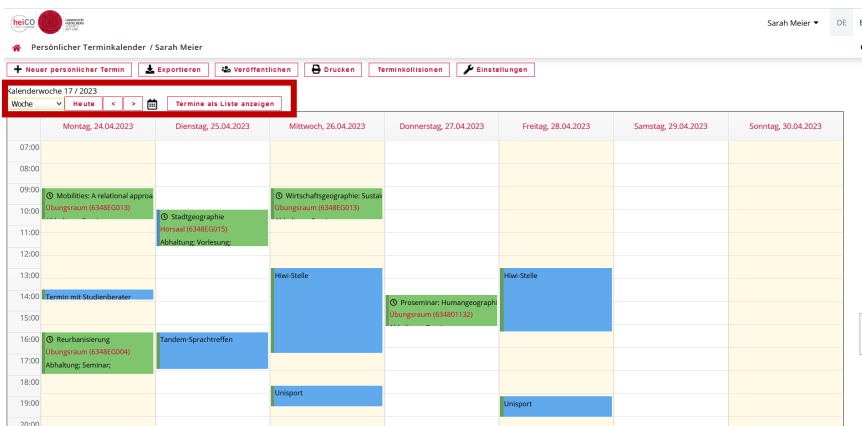 heiCO
UNIVERSITÄT
HEIDELBERG
Sarah Meier
DE
Persönlicher Terminkalender / Sarah Meier
Neuer persönlicher Termin
Exportieren
Veröffentlichen
Drucken
Terminkollisionen
Einstellungen
Kalenderwoche 17 / 2023
Woche
Heute
<
>
Termine als Liste anzeigen
Montag, 24.04.2023
Dienstag, 25.04.2023
Mittwoch, 26.04.2023
Donnerstag, 27.04.2023
Freitag, 28.04.2023
Samstag, 29.04.2023
Sonntag, 30.04.2023
07:00
08:00
09:00
Mobilities: A relational approa
Wirtschaftsgeographie: Sustai
10:00
Übungsraum (6348EG013)
Übungsraum (6348EG013)
Stadtgeographie
11:00
Hörsaal (6348EG015)
Abhaltung; Vorlesung;
12:00
13:00
Hiwi-Stelle
Hiwi-Stelle
14:00
Termin mit Studienberater
Proseminar: Humangeographi
15:00
Übungsraum (634801132)
16:00
Reurbanisierung
Tandem-Sprachtreffen
Übungsraum (6348EG004)
17:00
Abhaltung; Seminar;
18:00
Unisport
19:00
Unisport
20:00